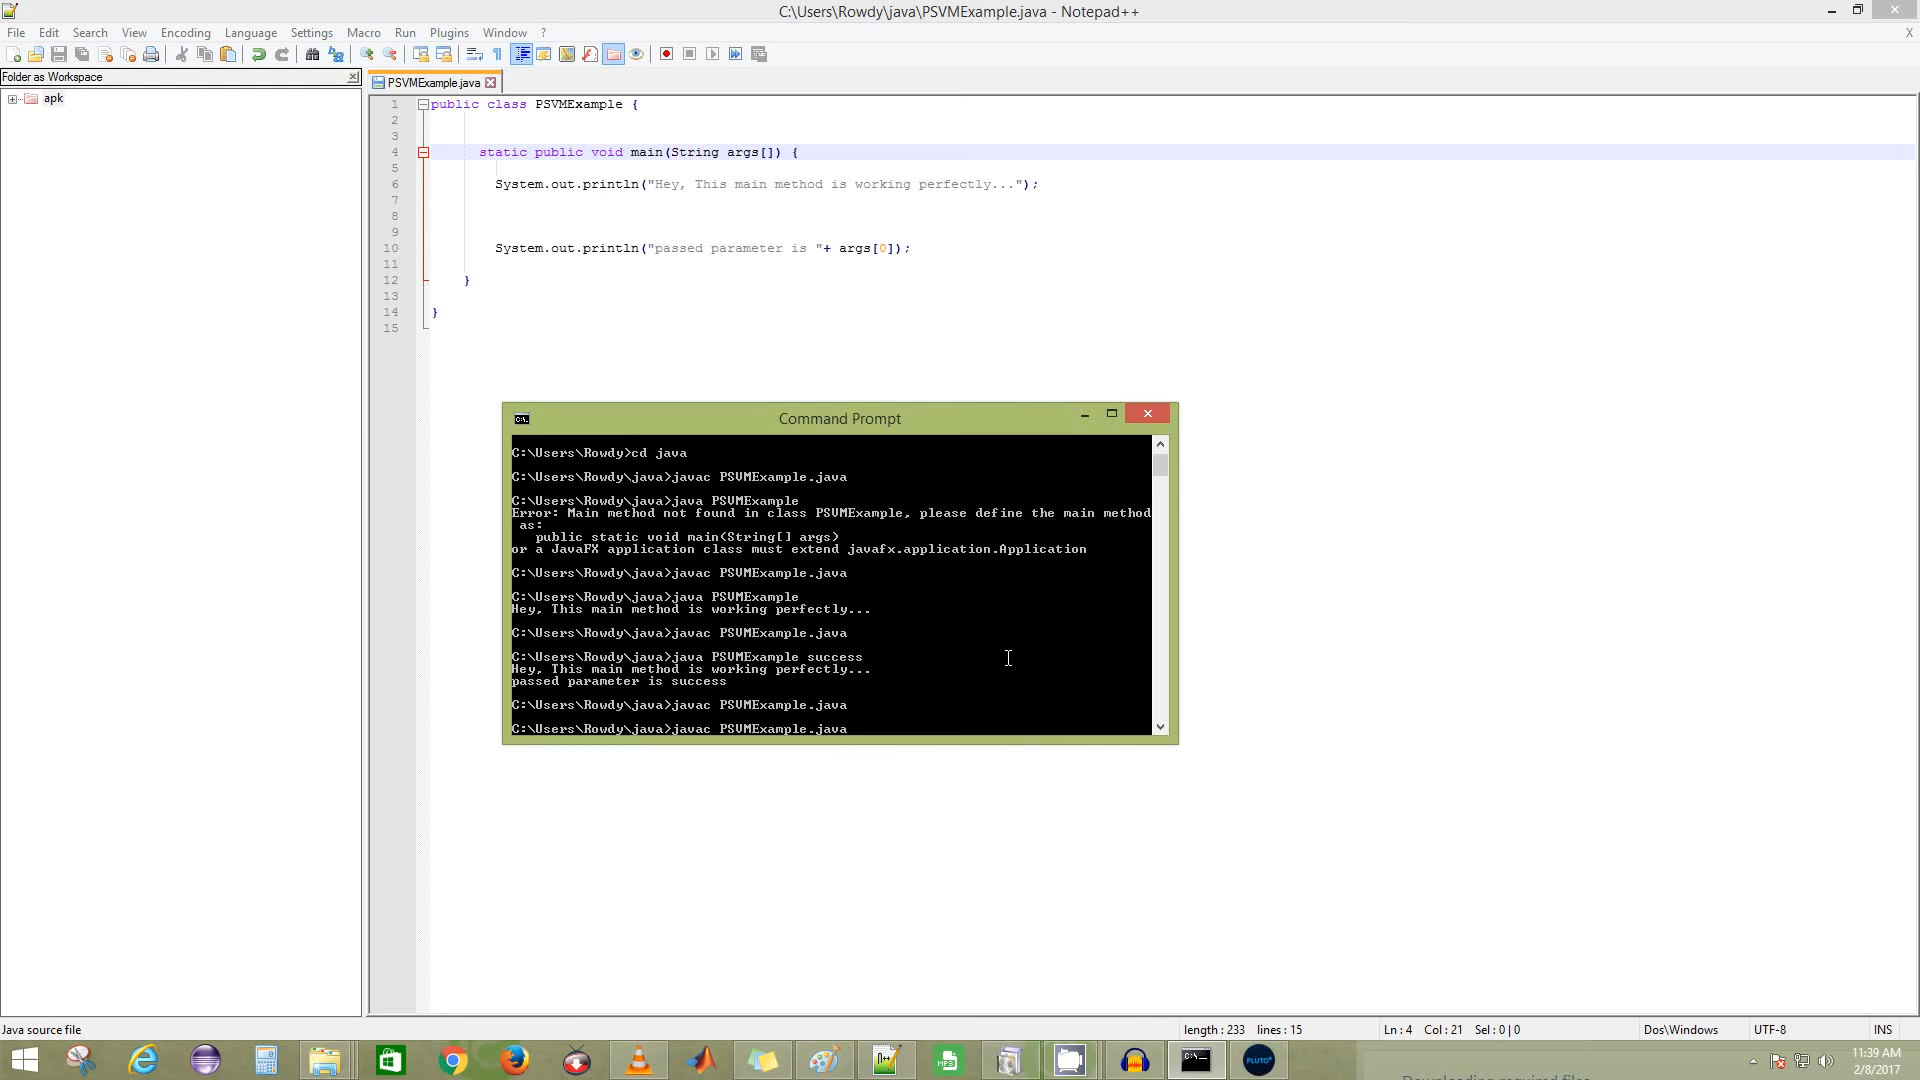 C:\Users\Rowdy\java\PSVMExample.java - Notepad++
File Edit Search View Encoding Language Settings Macro Run Plugins Window ? X
Folder as Workspace
apk
PSVMExample.java
1 public class PSVMExample {
2
3
4 static public void main(String args[]) {
5
6 System.out.println("Hey, This main method is working perfectly...");
7
8
9
10 System.out.println("passed parameter is "+ args[0]);
11
12 }
13
14 }
15
Command Prompt
C:\Users\Rowdy>cd java
C:\Users\Rowdy\java>javac PSVMExample.java
C:\Users\Rowdy\java>java PSVMExample
Error: Main method not found in class PSVMExample, please define the main method
as:
public static void main(String[] args)
or a JavaFX application class must extend javafx.application.Application
C:\Users\Rowdy\java>javac PSVMExample.java
C:\Users\Rowdy\java>java PSVMExample
Hey, This main method is working perfectly...
C:\Users\Rowdy\java>javac PSVMExample.java
C:\Users\Rowdy\java>java PSVMExample success
Hey, This main method is working perfectly...
passed parameter is success
C:\Users\Rowdy\java>javac PSVMExample.java
C:\Users\Rowdy\java>javac PSVMExample.java
Java source file length : 233 lines : 15 Ln : 4 Col : 21 Sel : 0 | 0 Dos\Windows UTF-8 INS
MP3
PLUTO
11:39 AM
2/8/2017